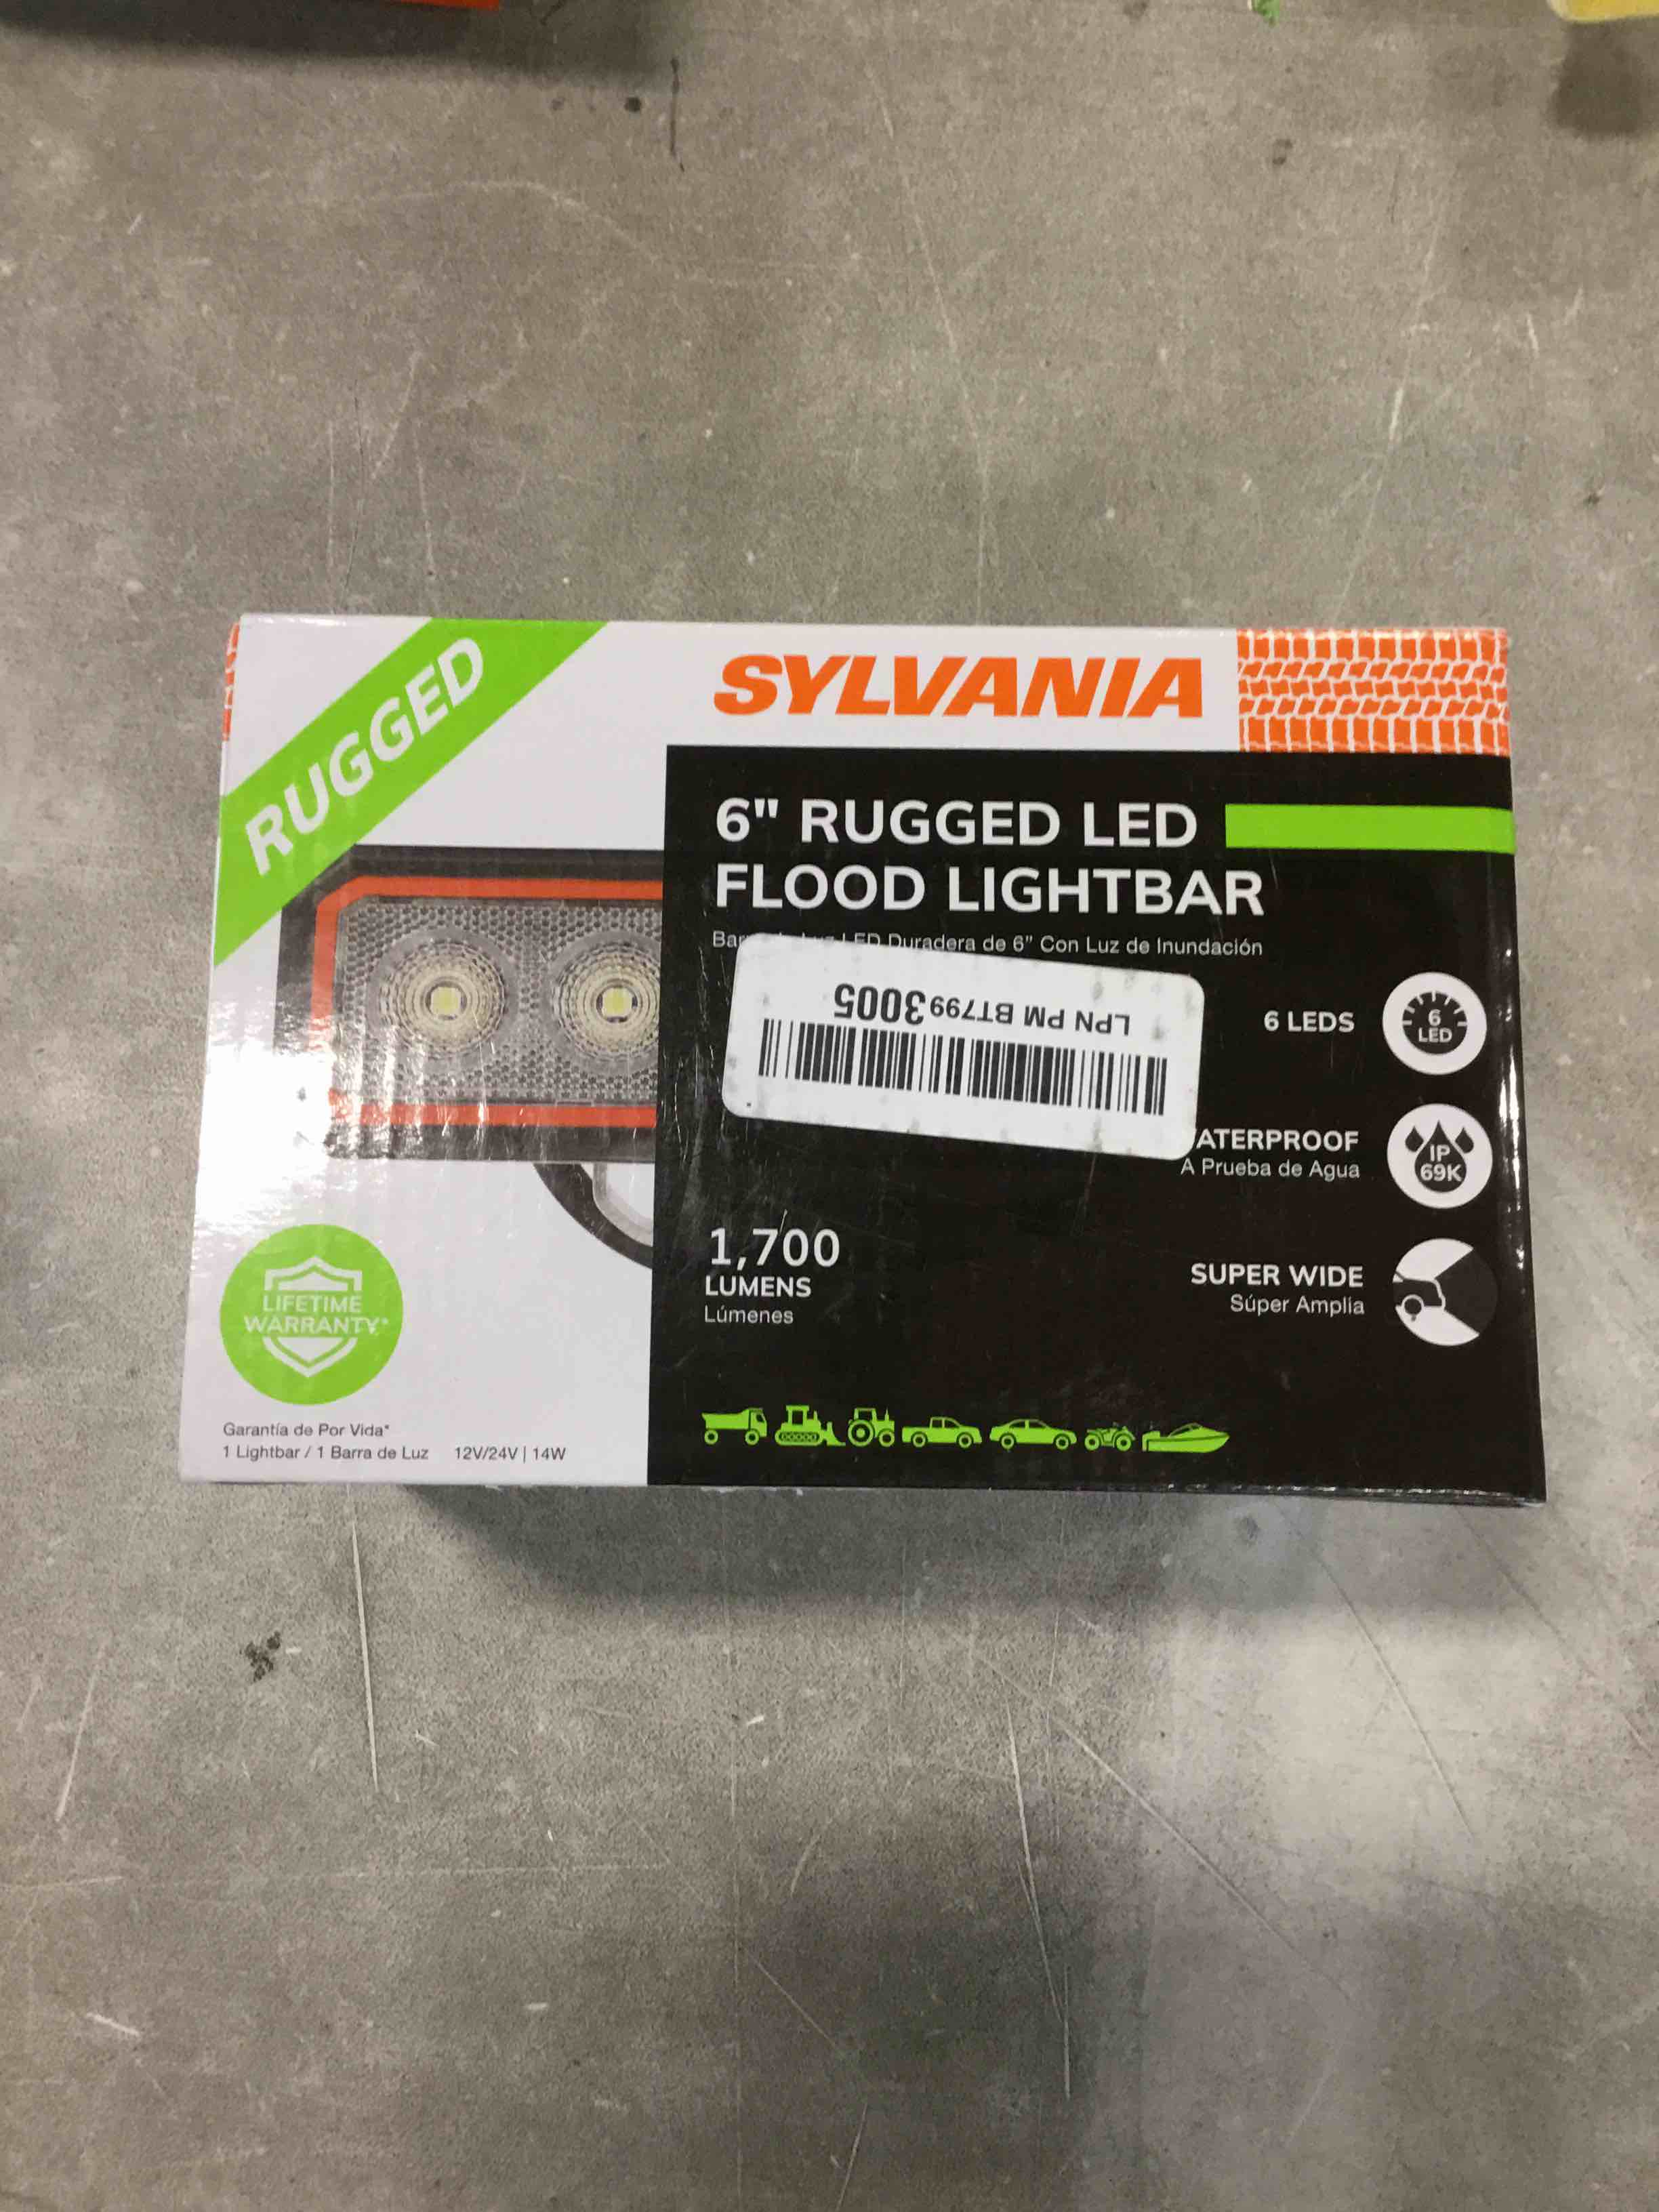 RUGGED
SYLVANIA
6" RUGGED LED
FLOOD LIGHTBAR
Duradera de 6" Con Luz de Inundación
LPN PM BT7993005
6 LEDS
6
LED
ATERPROOF
A Prueba de Agua
IP
69K
1,700
LUMENS
Lúmenes
SUPER WIDE
Súper Amplia
LIFETIME
WARRANTY*
Garantía de Por Vida*
1 Lightbar / 1 Barra de Luz 12V/24V | 14W